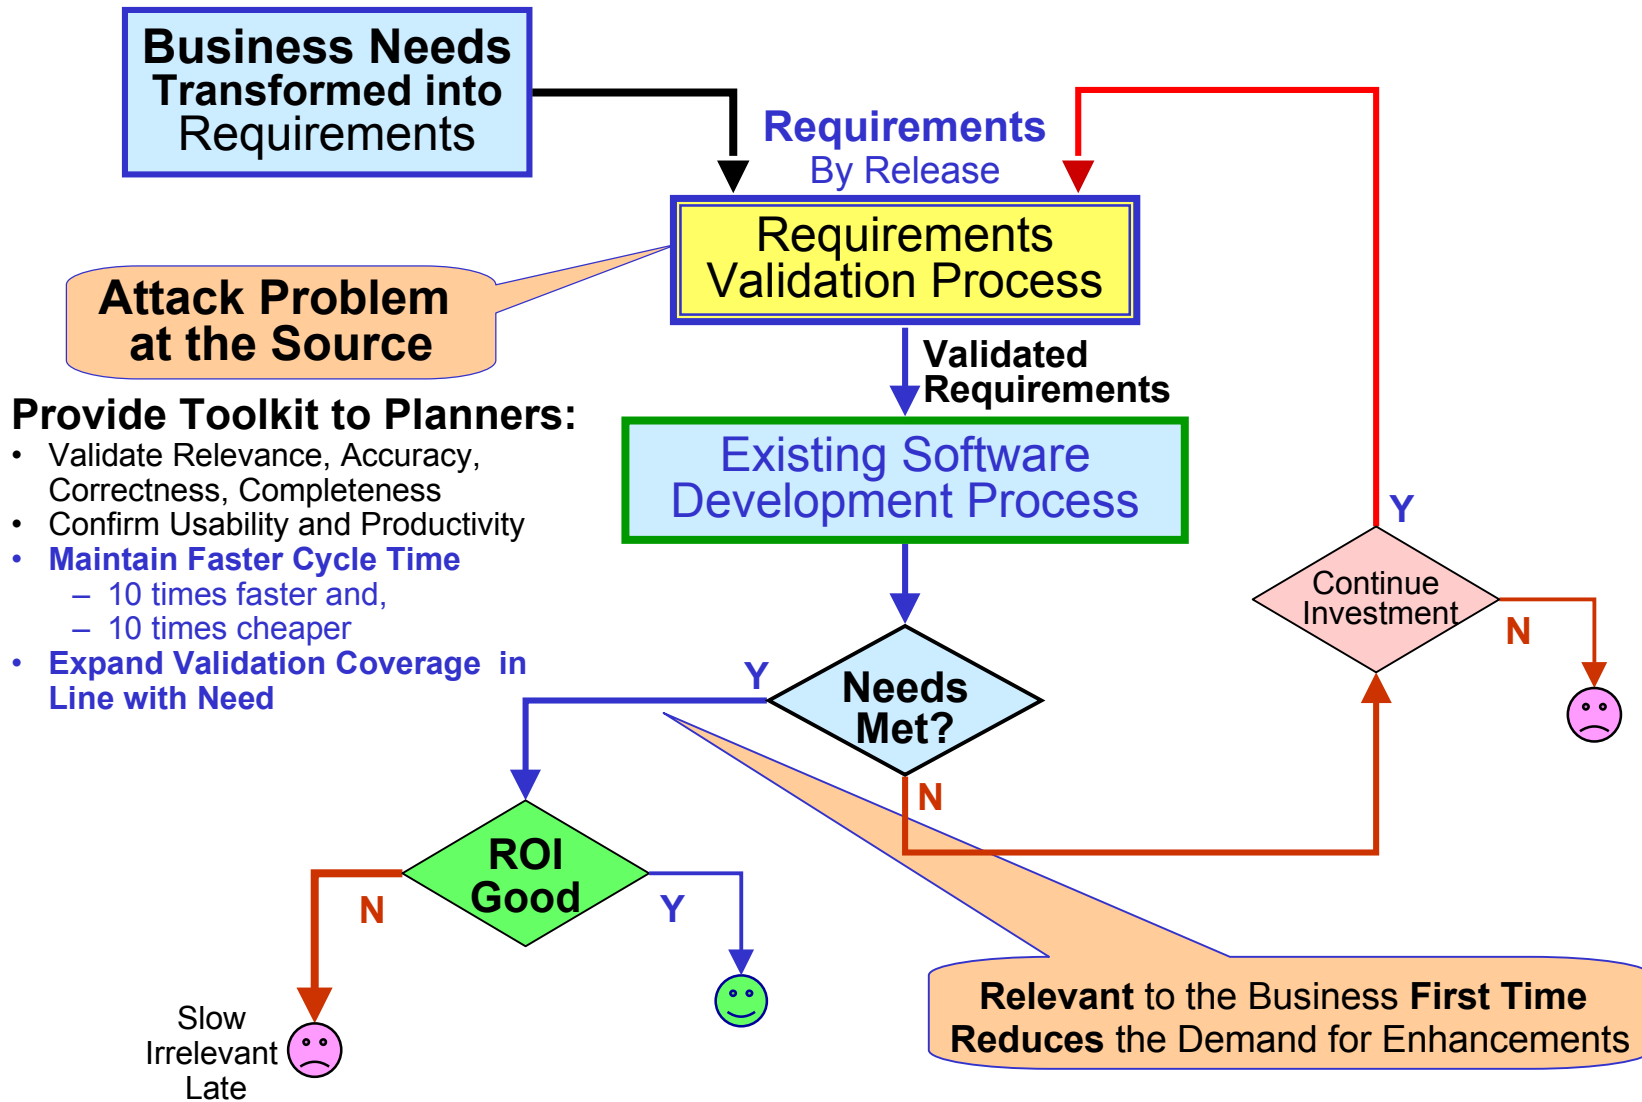 Business Needs
Transformed into
Requirements
Requirements
By Release
Requirements
Validation Process
Attack Problem
at the Source
Validated
Requirements
Provide Toolkit to Planners:
• Validate Relevance, Accuracy,
Correctness, Completeness
• Confirm Usability and Productivity
• Maintain Faster Cycle Time
– 10 times faster and,
– 10 times cheaper
• Expand Validation Coverage in
Line with Need
Existing Software
Development Process
Y
Continue
Investment
N
Y
Needs
Met?
N
ROI
Good
N
Y
Slow
Irrelevant
Late
Relevant to the Business First Time
Reduces the Demand for Enhancements